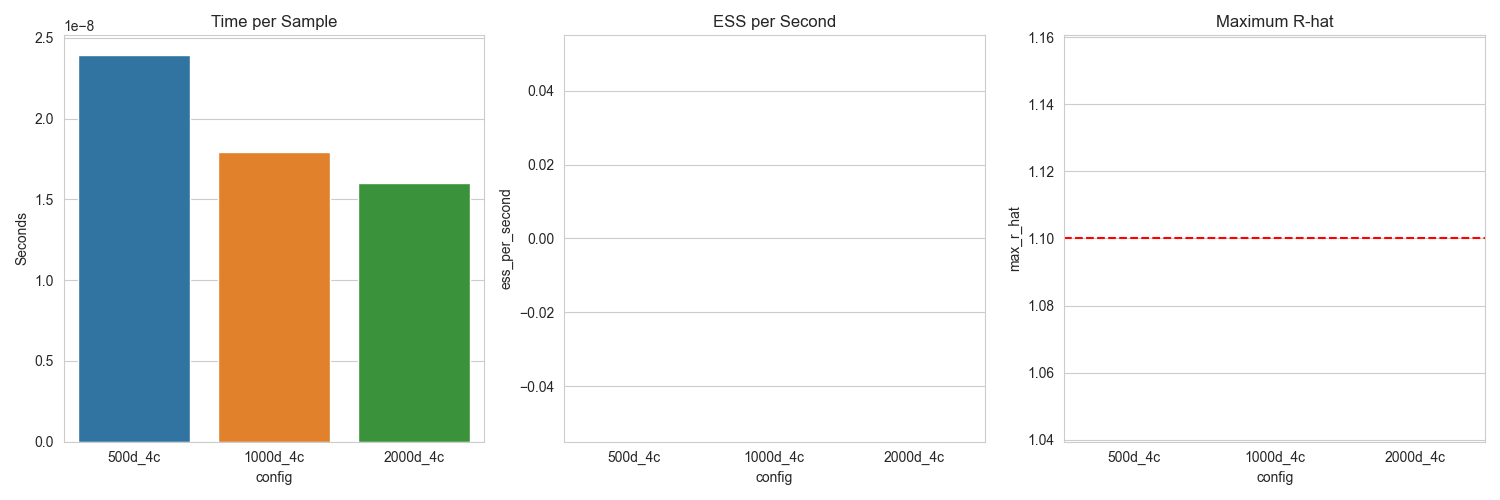 Time per Sample
1e−8
2.5
2.0
1.5
1.0
0.5
0.0
Seconds
500d_4c 1000d_4c 2000d_4c
config
ESS per Second
0.04
0.02
0.00
−0.02
−0.04
ess_per_second
500d_4c 1000d_4c 2000d_4c
config
Maximum R-hat
1.16
1.14
1.12
1.10
1.08
1.06
1.04
max_r_hat
500d_4c 1000d_4c 2000d_4c
config